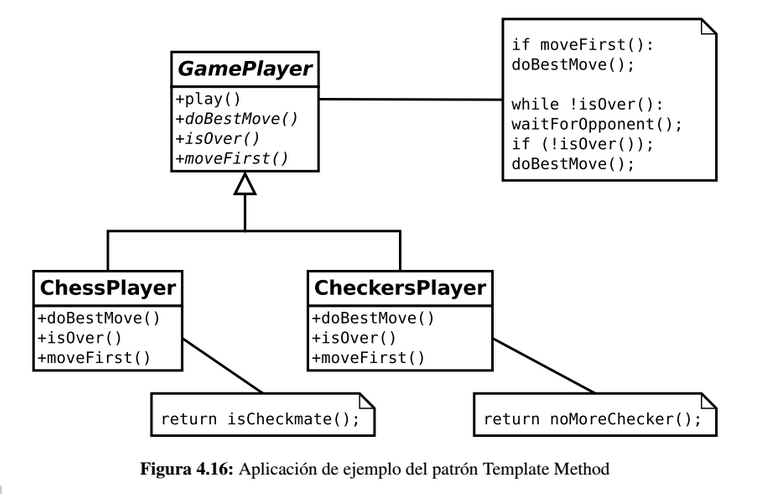 GamePlayer
+play()
+doBestMove()
+isOver()
+moveFirst()
if moveFirst():
doBestMove();
while !isOver():
waitForOpponent();
if (!isOver());
doBestMove();
ChessPlayer
+doBestMove()
+isOver()
+moveFirst()
CheckersPlayer
+doBestMove()
+isOver()
+moveFirst()
return isCheckmate();
return noMoreChecker();
Figura 4.16: Aplicación de ejemplo del patrón Template Method